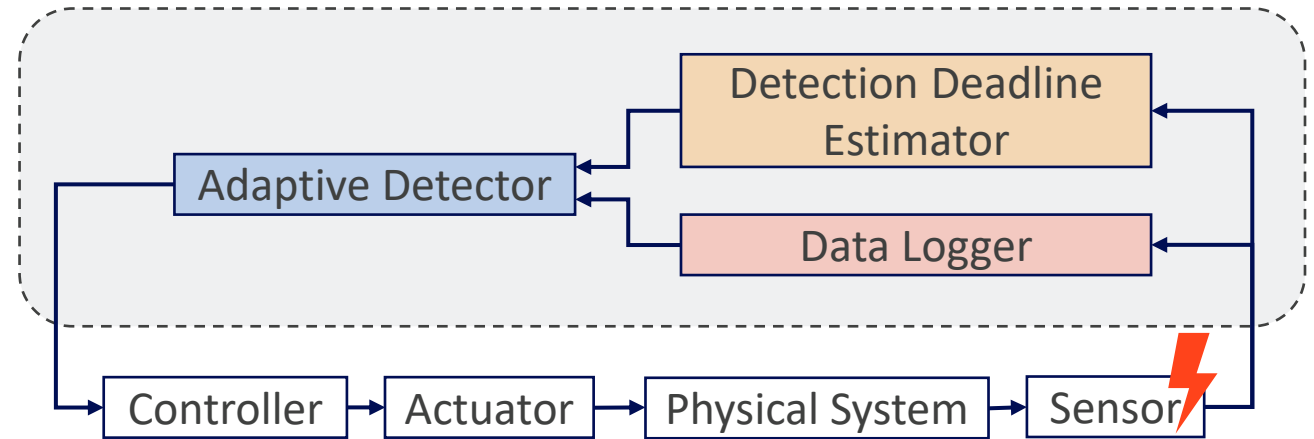 Detection Deadline
Estimator
Adaptive Detector
Data Logger
Controller
Actuator
Physical System
Sensor